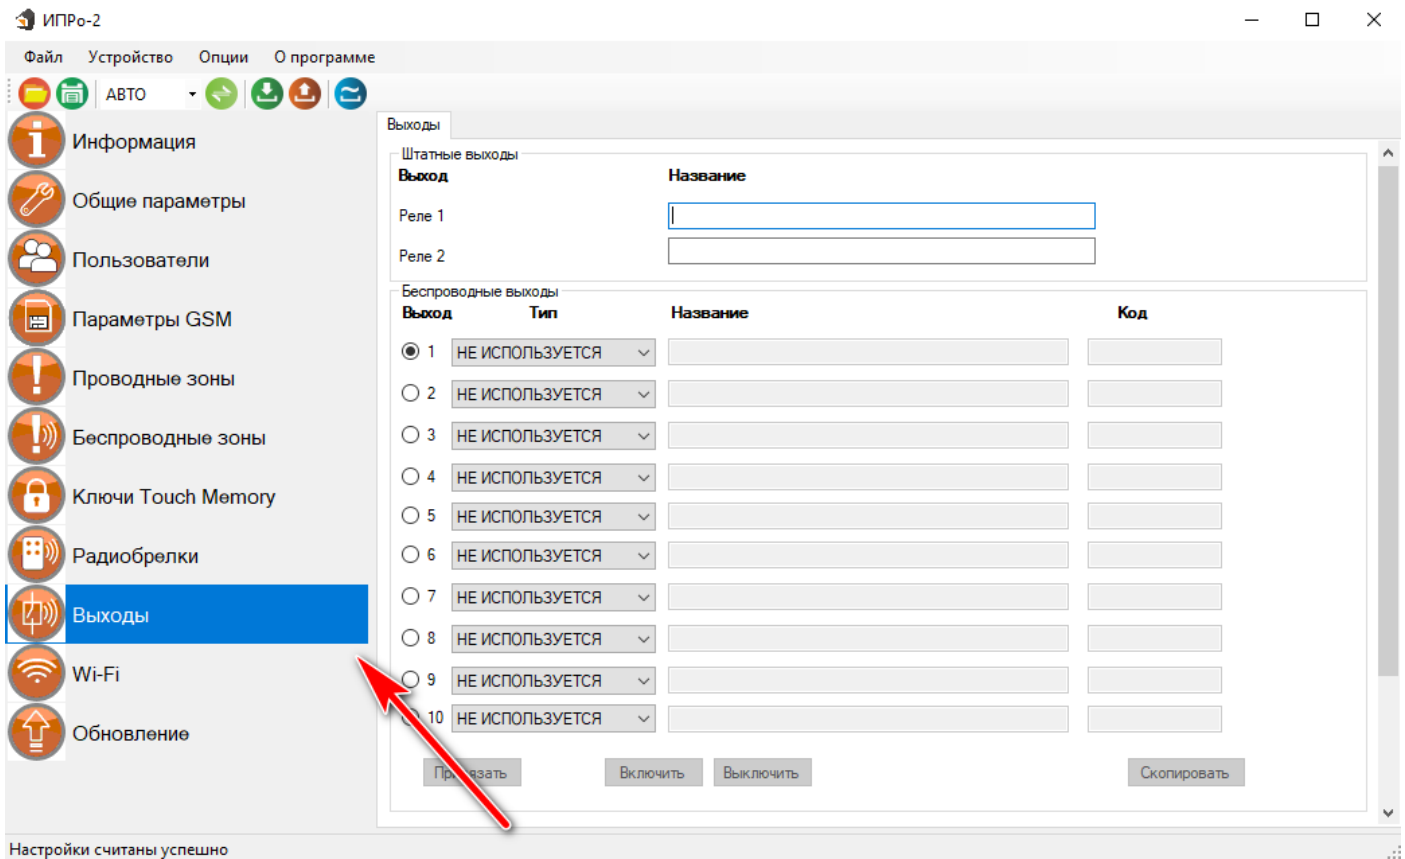 ИПРо-2
Файл Устройство Опции О программе
АВТО
Информация
Общие параметры
Пользователи
Параметры GSM
Проводные зоны
Беспроводные зоны
Ключи Touch Memory
Радиобрелки
Выходы
Wi-Fi
Обновление
Выходы
Штатные выходы
Выход Название
Реле 1
Реле 2
Беспроводные выходы
Выход Тип Название Код
1 НЕ ИСПОЛЬЗУЕТСЯ
2 НЕ ИСПОЛЬЗУЕТСЯ
3 НЕ ИСПОЛЬЗУЕТСЯ
4 НЕ ИСПОЛЬЗУЕТСЯ
5 НЕ ИСПОЛЬЗУЕТСЯ
6 НЕ ИСПОЛЬЗУЕТСЯ
7 НЕ ИСПОЛЬЗУЕТСЯ
8 НЕ ИСПОЛЬЗУЕТСЯ
9 НЕ ИСПОЛЬЗУЕТСЯ
10 НЕ ИСПОЛЬЗУЕТСЯ
Привязать Включить Выключить Скопировать
Настройки считаны успешно